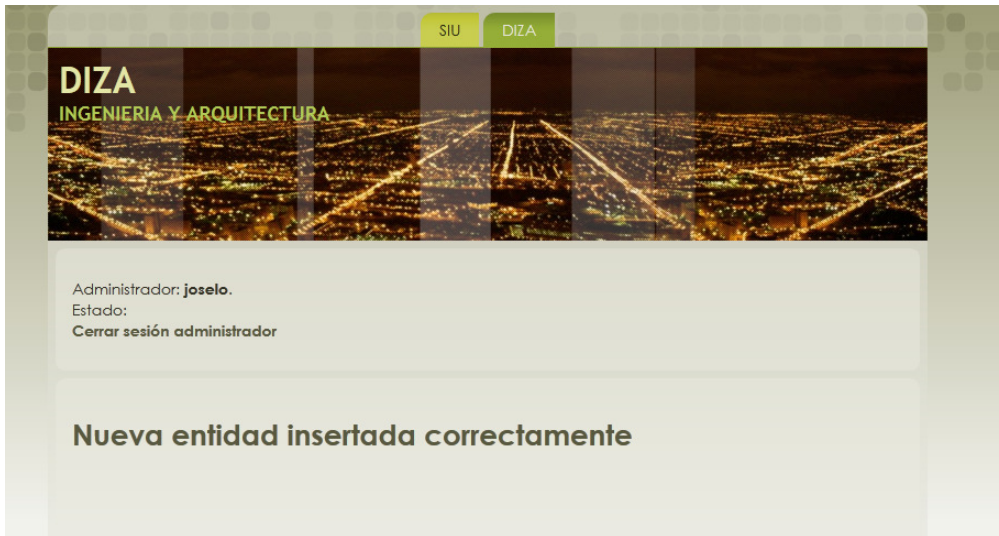 SIU DIZA
DIZA
INGENIERIA Y ARQUITECTURA
Administrador: joselo.
Estado:
Cerrar sesión administrador
Nueva entidad insertada correctamente